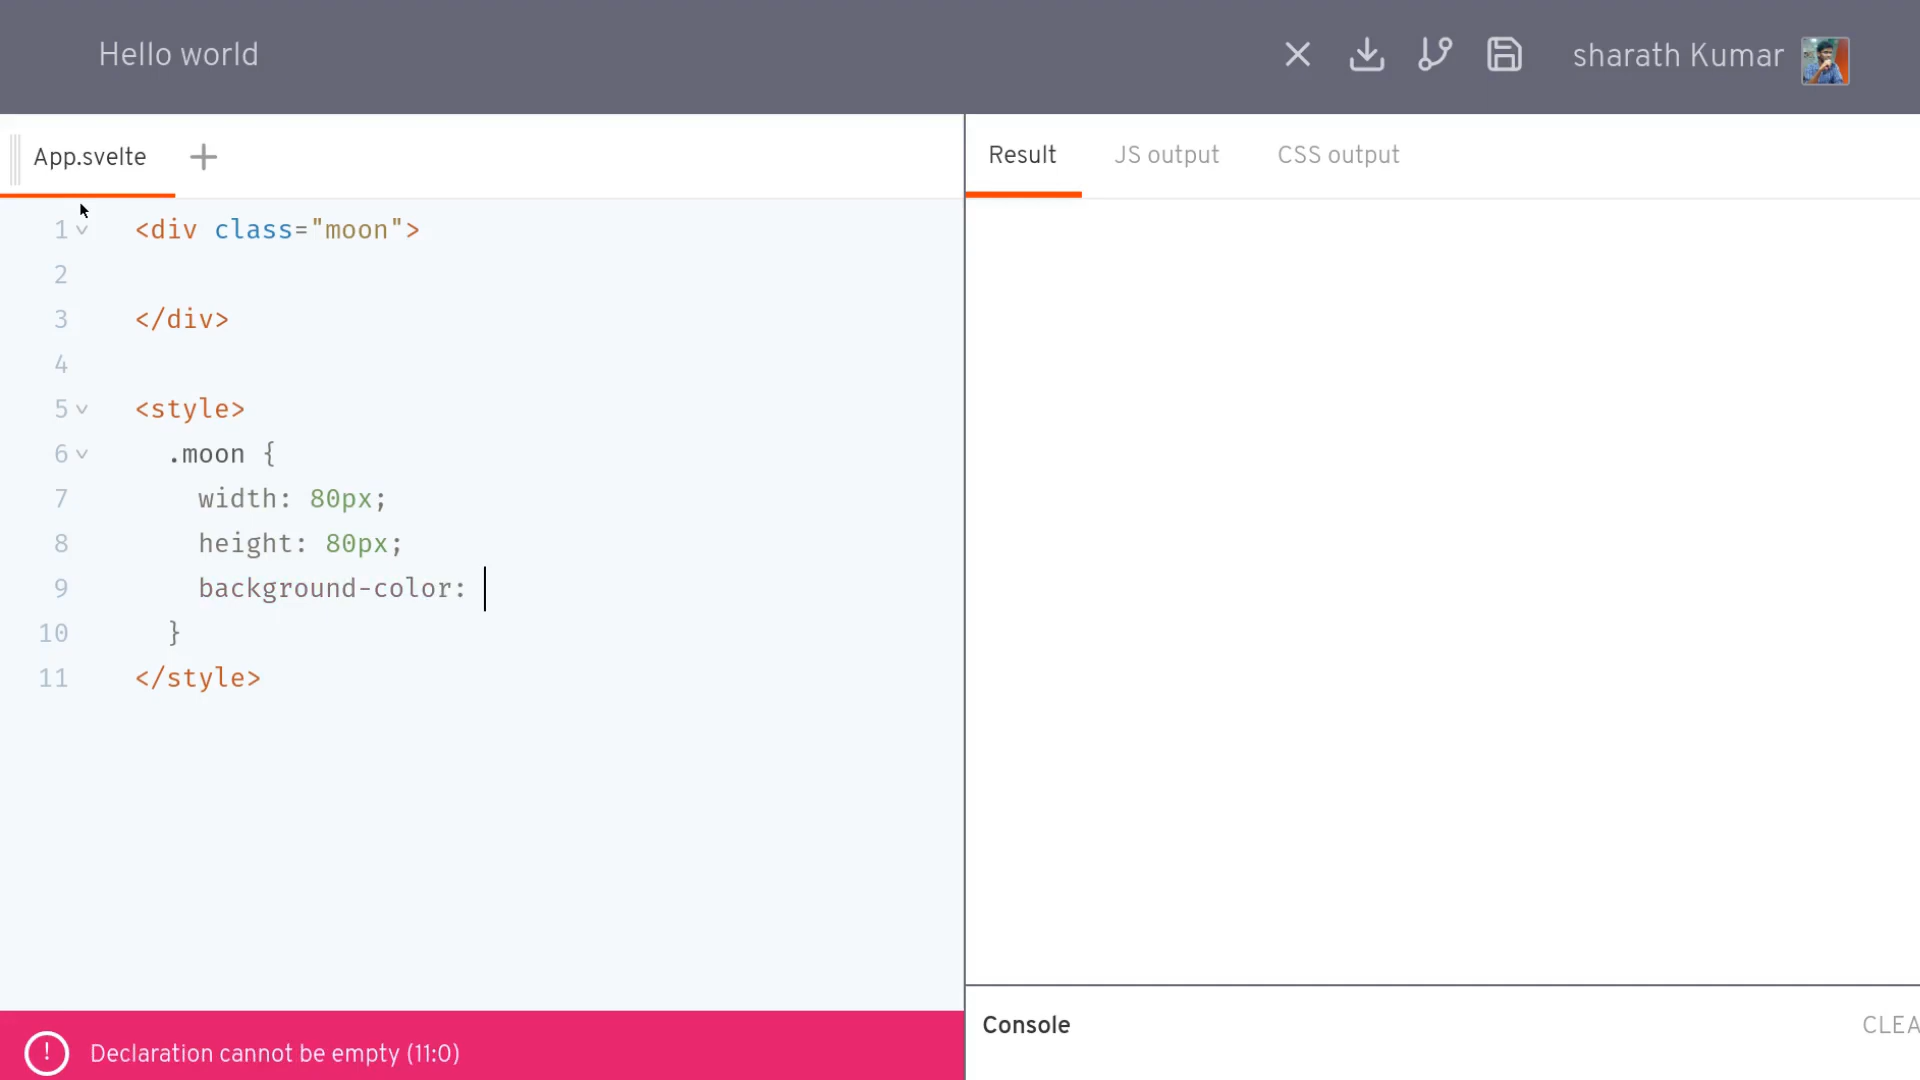 Hello world
sharath Kumar
App.svelte
Result JS output CSS output
1 <div class="moon">
2
3 </div>
4
5 <style>
6 .moon {
7 width: 80px;
8 height: 80px;
9 background-color:
10 }
11 </style>
Console
CLEA
! Declaration cannot be empty (11:0)